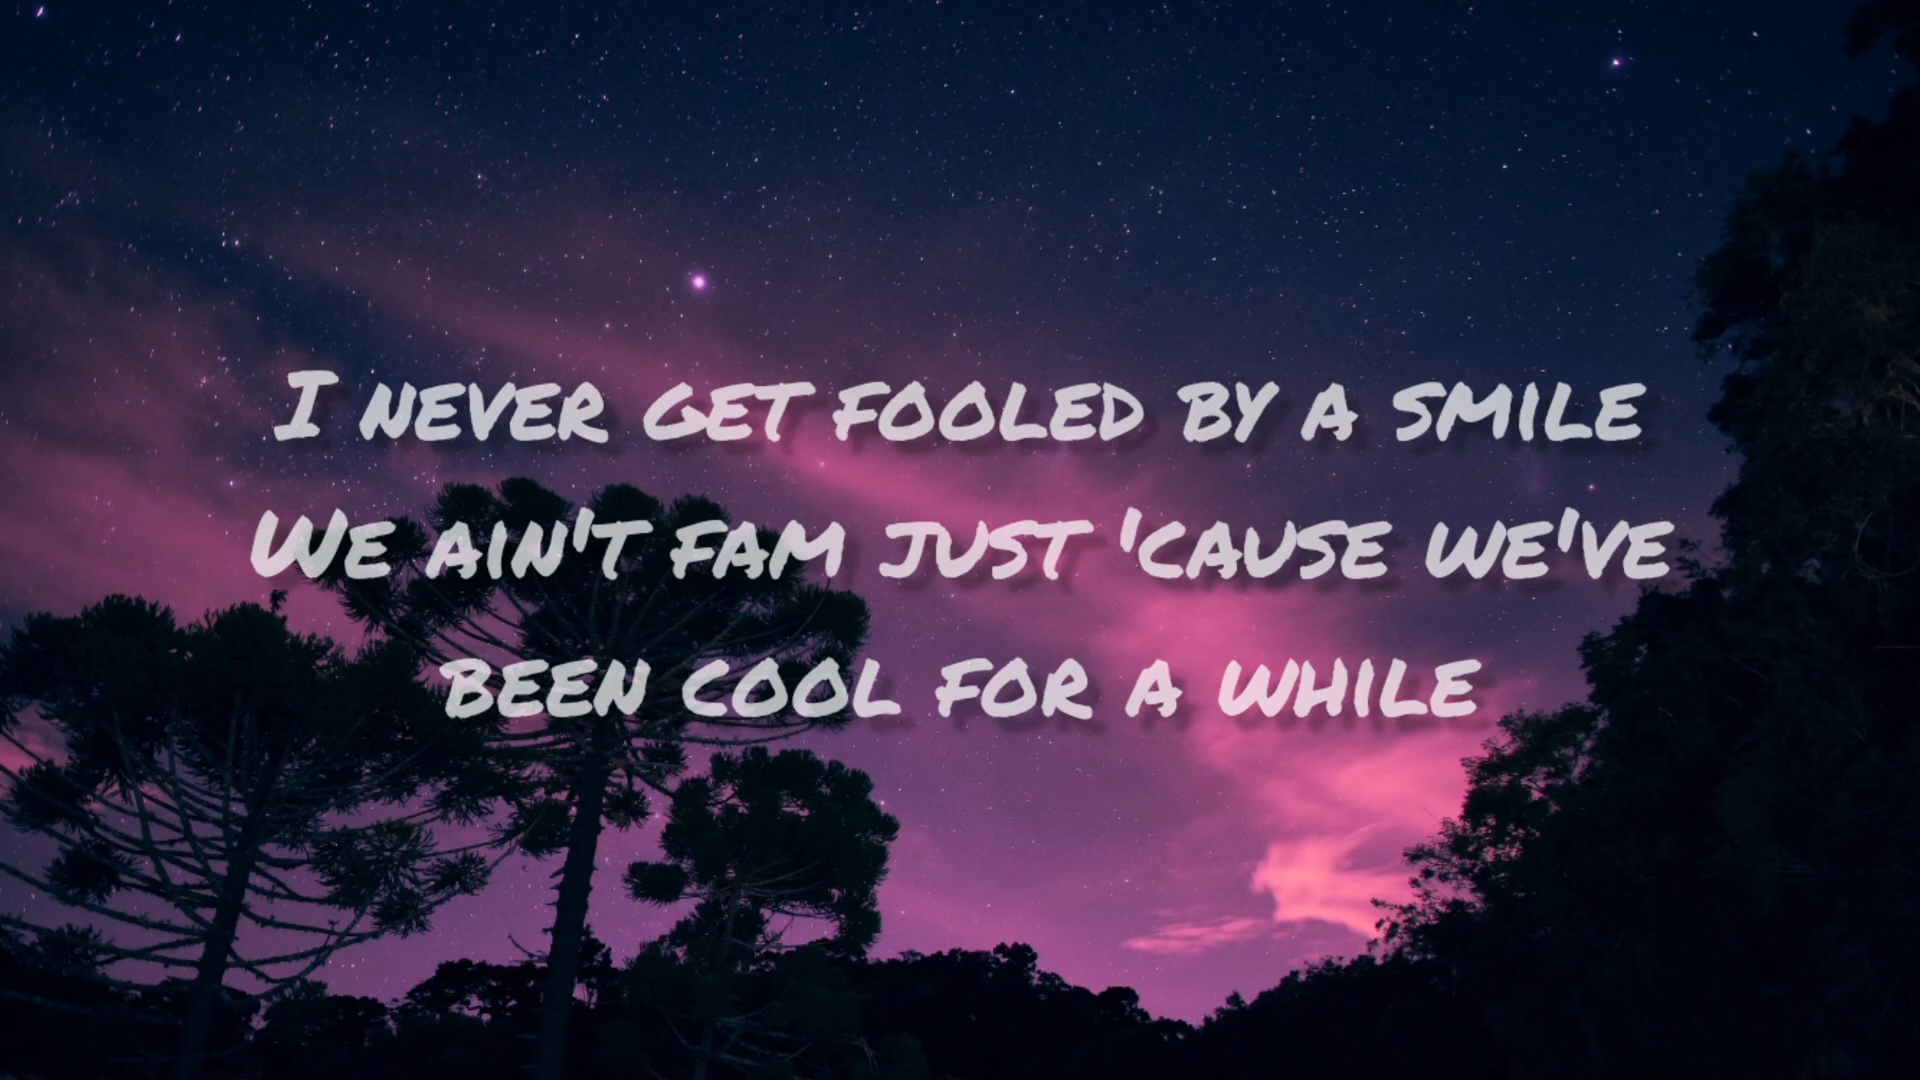 I never get fooled by a smile
We ain't fam just 'cause we've
been cool for a while